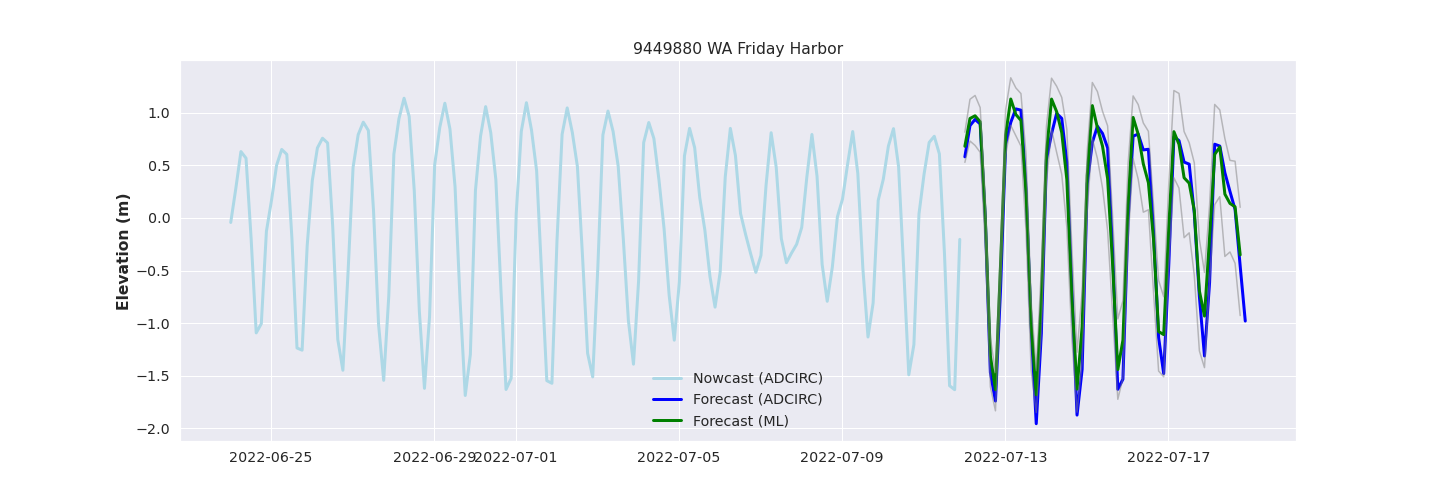 9449880 WA Friday Harbor
Elevation (m)
1.0
0.5
0.0
−0.5
−1.0
−1.5
−2.0
Nowcast (ADCIRC)
Forecast (ADCIRC)
Forecast (ML)
2022-06-25 2022-06-29 2022-07-01 2022-07-05 2022-07-09 2022-07-13 2022-07-17